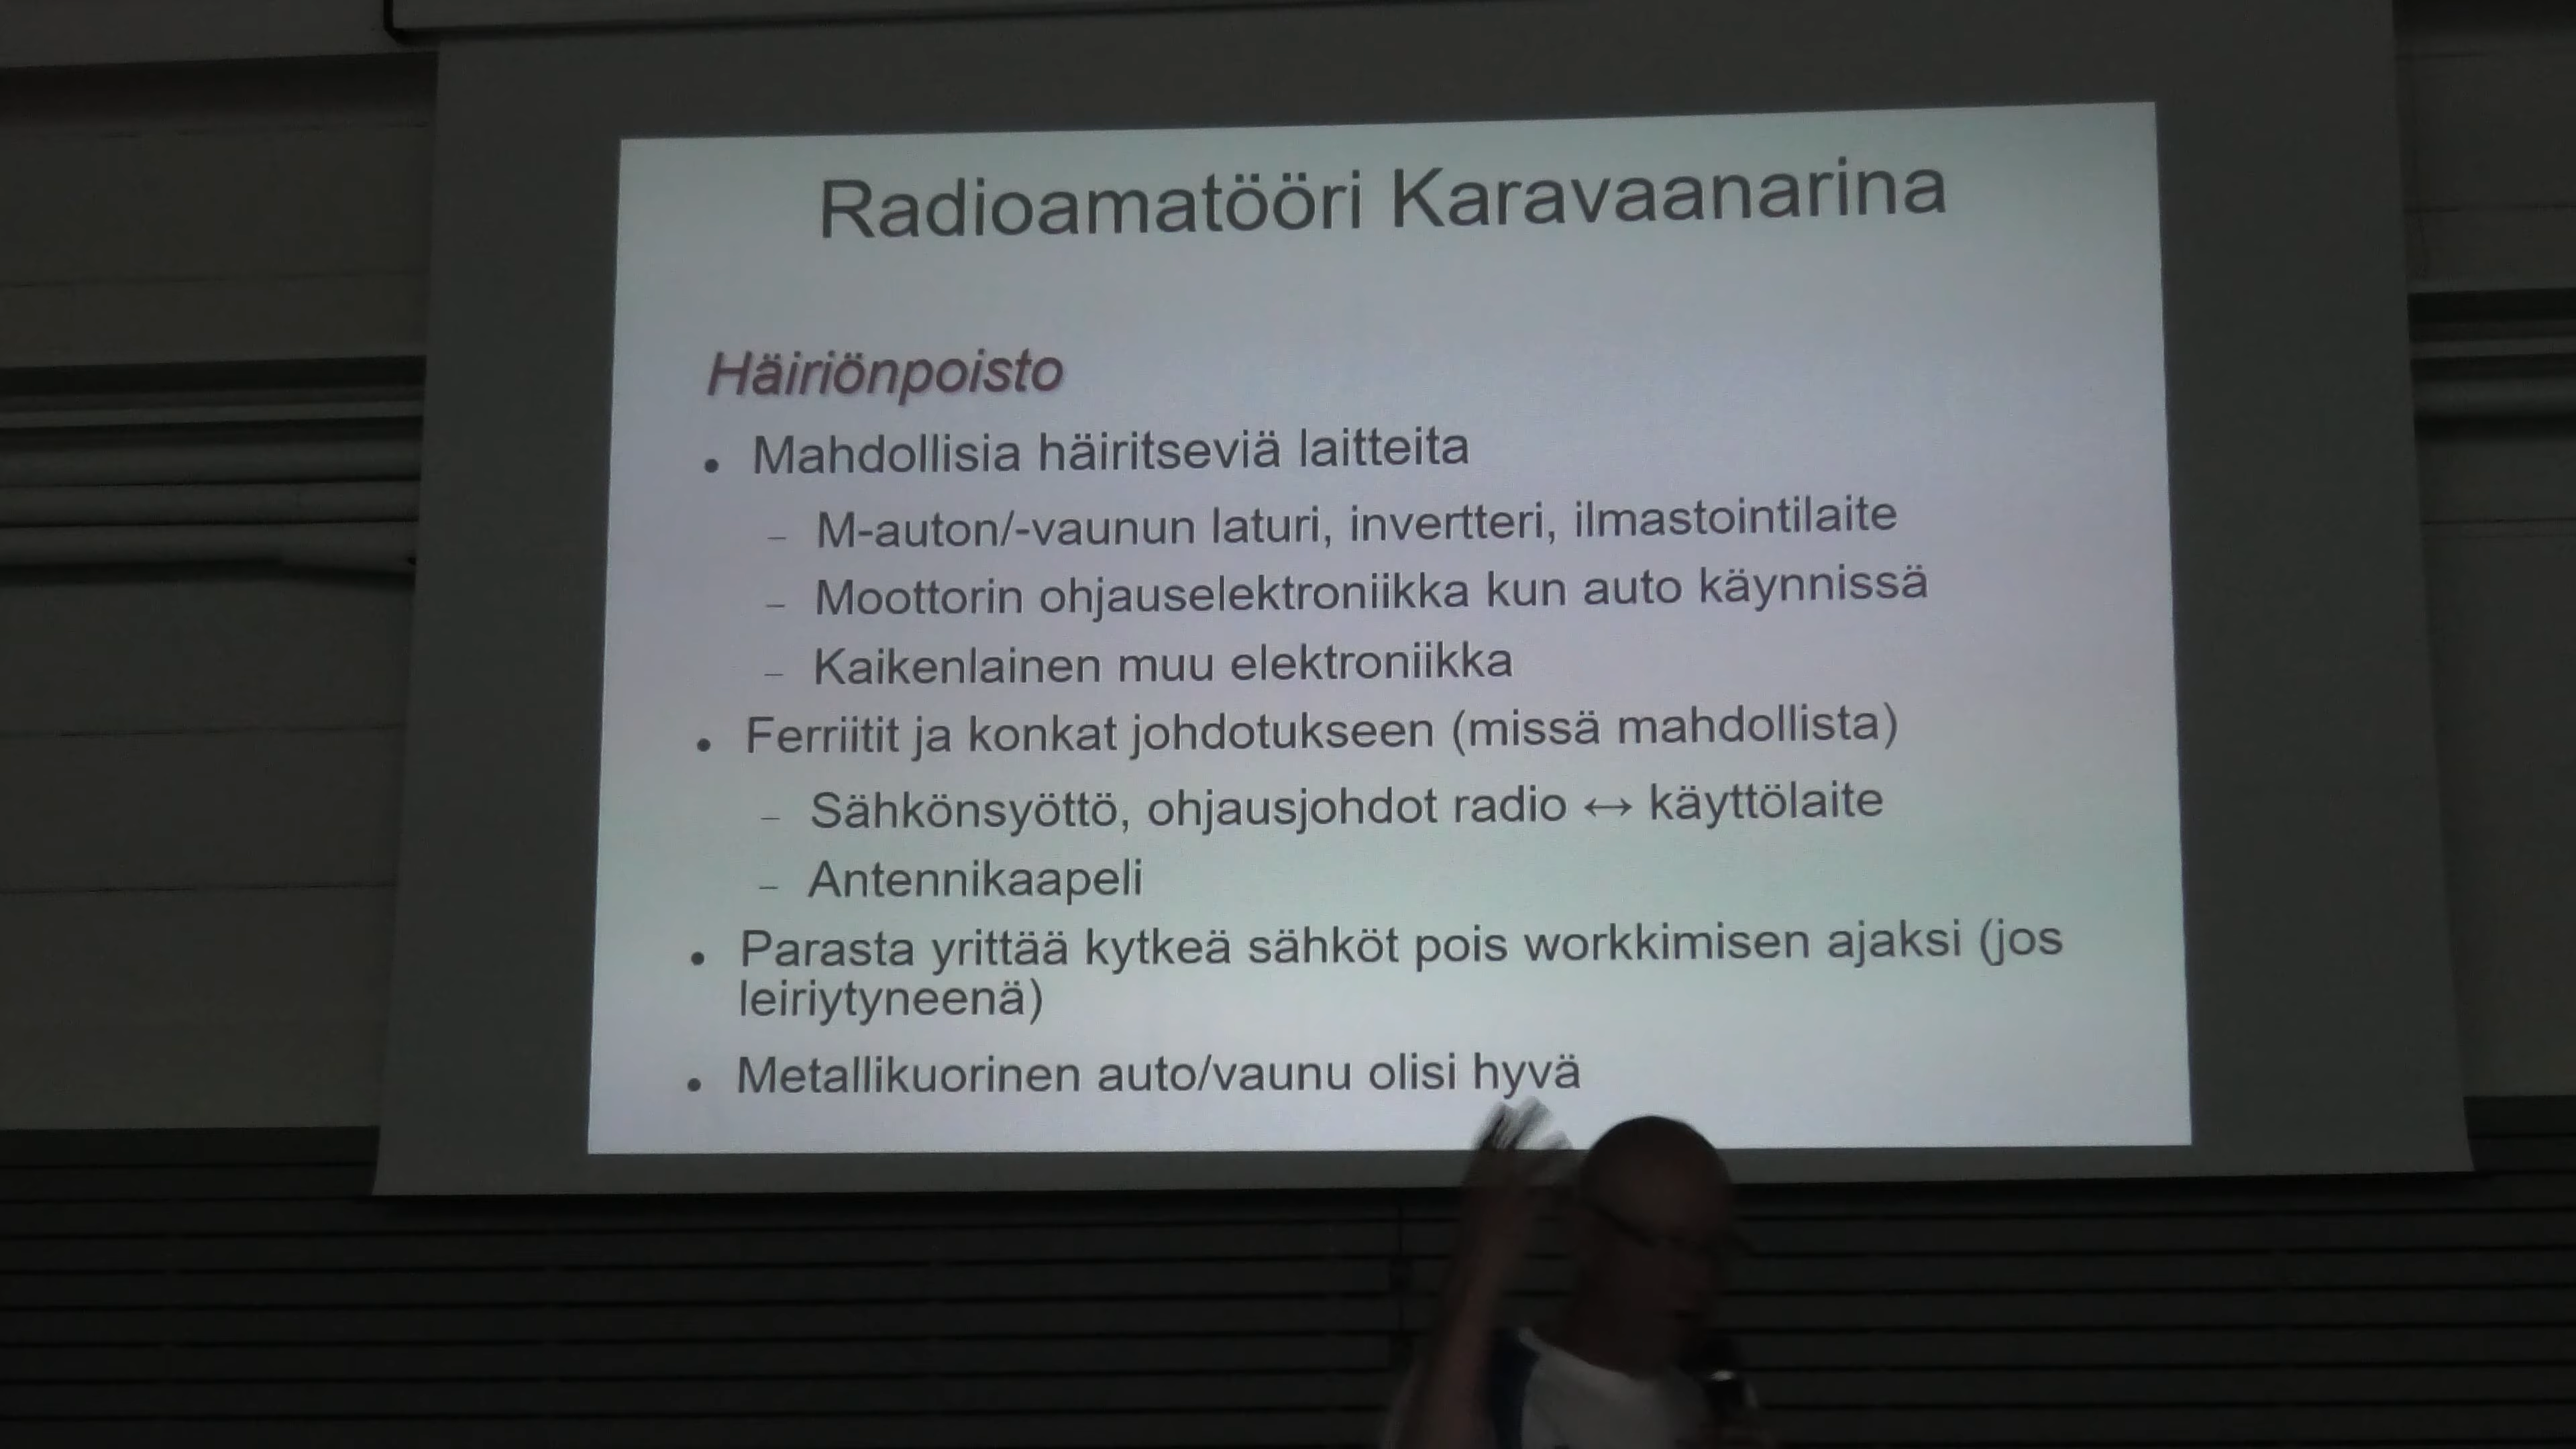 Radioamatööri Karavaanarina
Häiriönpoisto
• Mahdollisia häiritseviä laitteita
– M-auton/-vaunun laturi, invertteri, ilmastointilaite
– Moottorin ohjauselektroniikka kun auto käynnissä
– Kaikenlainen muu elektroniikka
• Ferriitit ja konkat johdotukseen (missä mahdollista)
– Sähkönsyöttö, ohjausjohdot radio ↔ käyttölaite
– Antennikaapeli
• Parasta yrittää kytkeä sähköt pois workkimisen ajaksi (jos
leiriytyneenä)
• Metallikuorinen auto/vaunu olisi hyvä